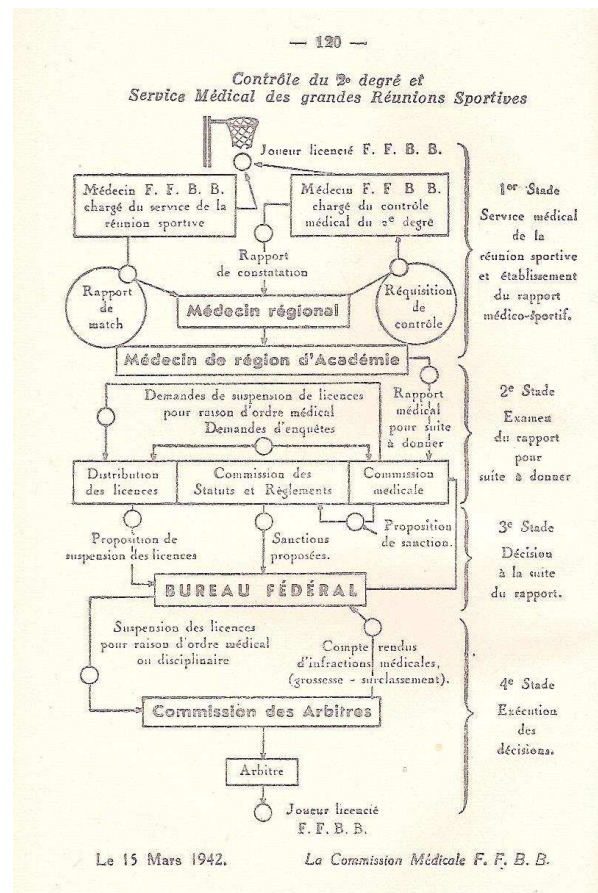 — 120 —
Contrôle du 2e degré et
Service Médical des grandes Réunions Sportives
Joueur licencié F. F. B. B.
Médecin F. F. B. B.
chargé du service de la
réunion sportive
Médecin F. F B B.
chargé du contrôle
médical du 2e degré
1er Stade
Service médical
de la
réunion sportive
et établissement
du rapport
médico-sportif.
Rapport
de constatation
Rapport
de
match
Réquisition
de
contrôle
Médecin régional
Médecin de région d'Académie
Demandes de suspension de licences
pour raison d'ordre médical
Demandes d'enquêtes
Rapport
médical
pour suite
à donner
2e Stade
Examen
du rapport
pour
suite à donner
Distribution
des licences
Commission des
Statuts et Règlements
Commission
médicale
Proposition de
suspension des licences
Sanctions
proposées.
Proposition
de sanction.
3e Stade
Décision
à la suite
du rapport.
BUREAU FÉDÉRAL
Suspension des licences
pour raison d'ordre médical
ou disciplinaire
Compte rendus
d'infractions médicales,
(grossesse - surclassement).
4e Stade
Exécution
des
décisions.
Commission des Arbitres
Arbitre
Joueur licencié
F. F. B. B.
Le 15 Mars 1942.
La Commission Médicale F. F. B. B.